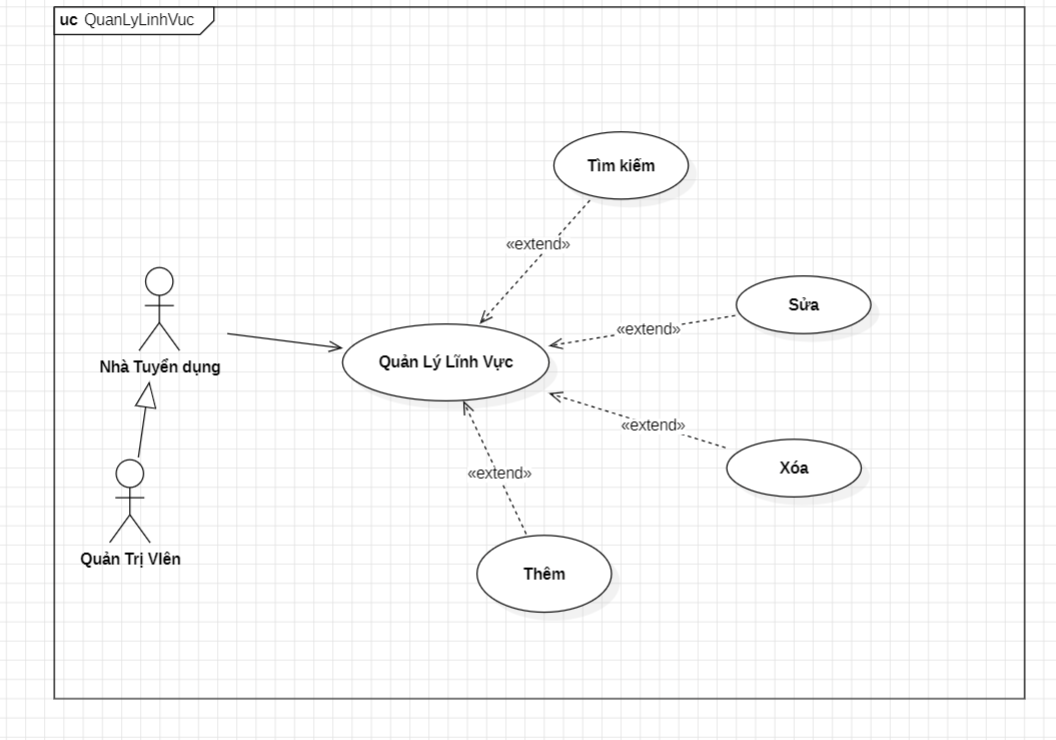 uc QuanLyLinhVuc
Tìm kiếm
«extend»
Sửa
«extend»
Nhà Tuyển dụng
Quản Lý Lĩnh Vực
«extend»
Xóa
«extend»
Quản Trị VIên
Thêm